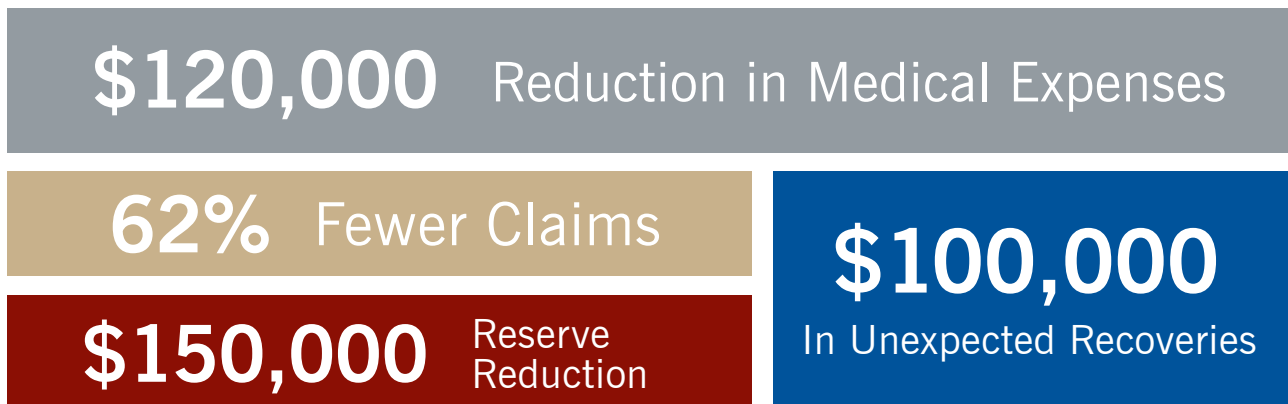 $120,000 Reduction in Medical Expenses
62% Fewer Claims
$150,000 Reserve
Reduction
$100,000
In Unexpected Recoveries